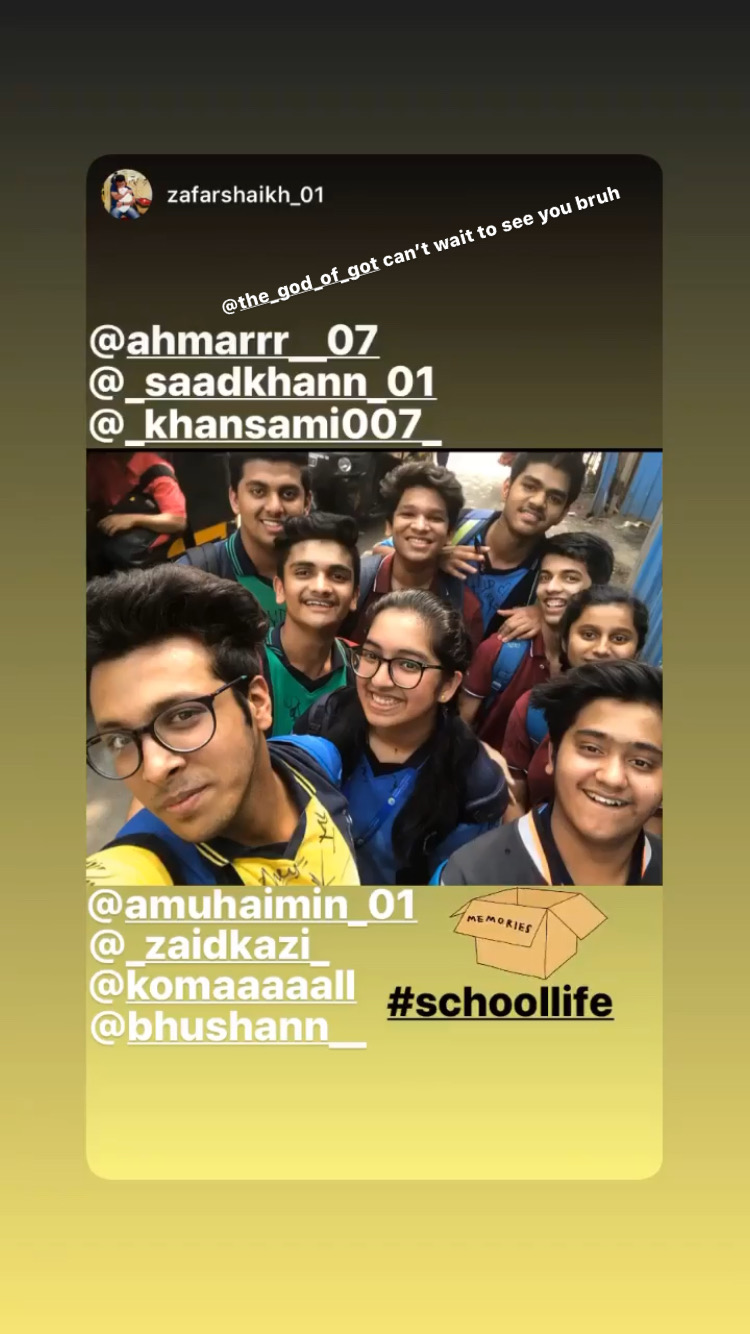 zafarshaikh_01
@the_god_of_got can't wait to see you bruh
@ahmarrr__07
@_saadkhann_01
@_khansami007_
@amuhaimin_01
@_zaidkazi_
@komaaaaall
@bhushann__
MEMORIES
#schoollife